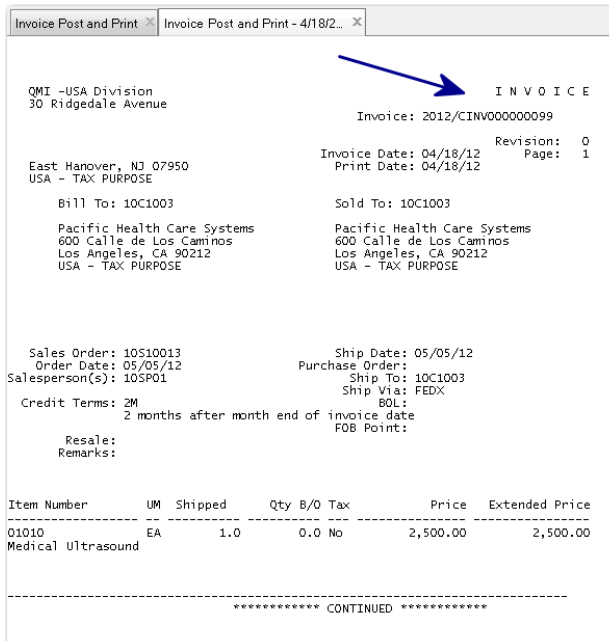 Invoice Post and Print Invoice Post and Print - 4/18/2...
QMI -USA Division I N V O I C E
30 Ridgedale Avenue
Invoice: 2012/CINV000000099
Revision: 0
Invoice Date: 04/18/12 Page: 1
East Hanover, NJ 07950 Print Date: 04/18/12
USA - TAX PURPOSE
Bill To: 10C1003 Sold To: 10C1003
Pacific Health Care Systems Pacific Health Care Systems
600 Calle de Los Caminos 600 Calle de Los Caminos
Los Angeles, CA 90212 Los Angeles, CA 90212
USA - TAX PURPOSE USA - TAX PURPOSE
Sales Order: 10S10013 Ship Date: 05/05/12
Order Date: 05/05/12 Purchase Order:
Salesperson(s): 10SP01 Ship To: 10C1003
Ship Via: FEDX
Credit Terms: 2M BOL:
2 months after month end of invoice date
FOB Point:
Resale:
Remarks:
Item Number UM Shipped Qty B/O Tax Price Extended Price
01010 EA 1.0 0.0 No 2,500.00 2,500.00
Medical Ultrasound
************ CONTINUED ************